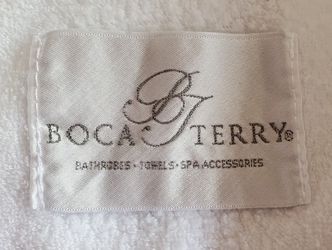 BT
BOCA TERRY®
BATHROBES • TOWELS • SPA ACCESSORIES